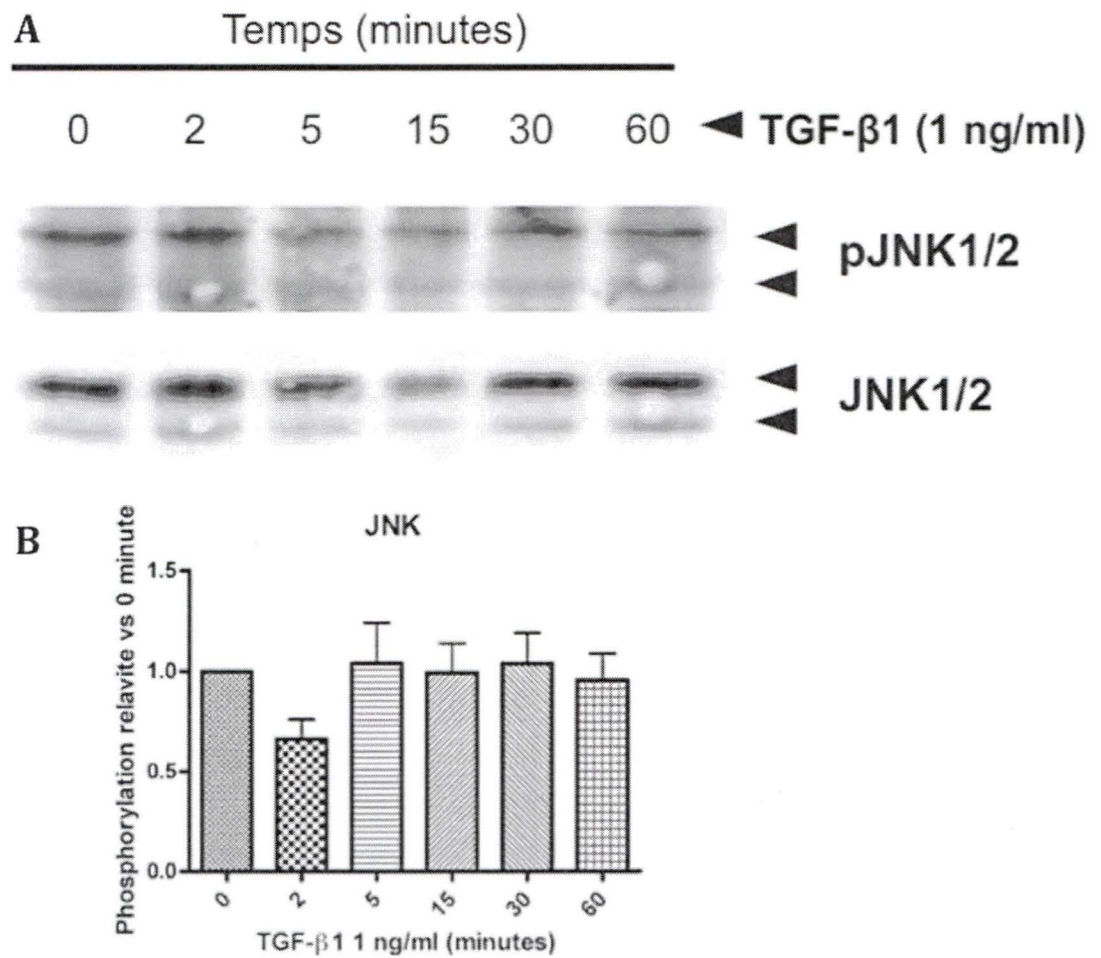 A
Temps (minutes)
0 2 5 15 30 60 TGF-β1 (1 ng/ml)
pJNK1/2
JNK1/2
B
JNK
Phosphorylation relavite vs 0 minute
1.5
1.0
0.5
0.0
0 2 5 15 30 60
TGF-β1 1 ng/ml (minutes)